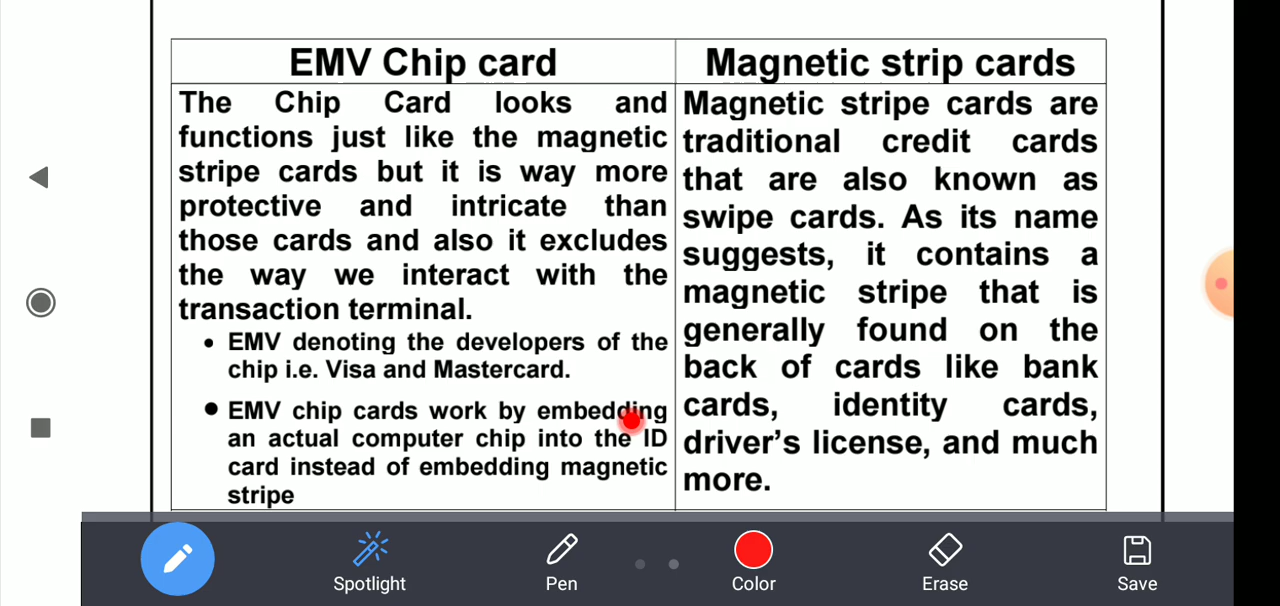 EMV Chip card
The Chip Card looks and
functions just like the magnetic
stripe cards but it is way more
protective and intricate than
those cards and also it excludes
the way we interact with the
transaction terminal.
• EMV denoting the developers of the
chip i.e. Visa and Mastercard.
• EMV chip cards work by embedding
an actual computer chip into the ID
card instead of embedding magnetic
stripe
Magnetic strip cards
Magnetic stripe cards are
traditional credit cards
that are also known as
swipe cards. As its name
suggests, it contains a
magnetic stripe that is
generally found on the
back of cards like bank
cards, identity cards,
driver's license, and much
more.
Spotlight
Pen
Color
Erase
Save